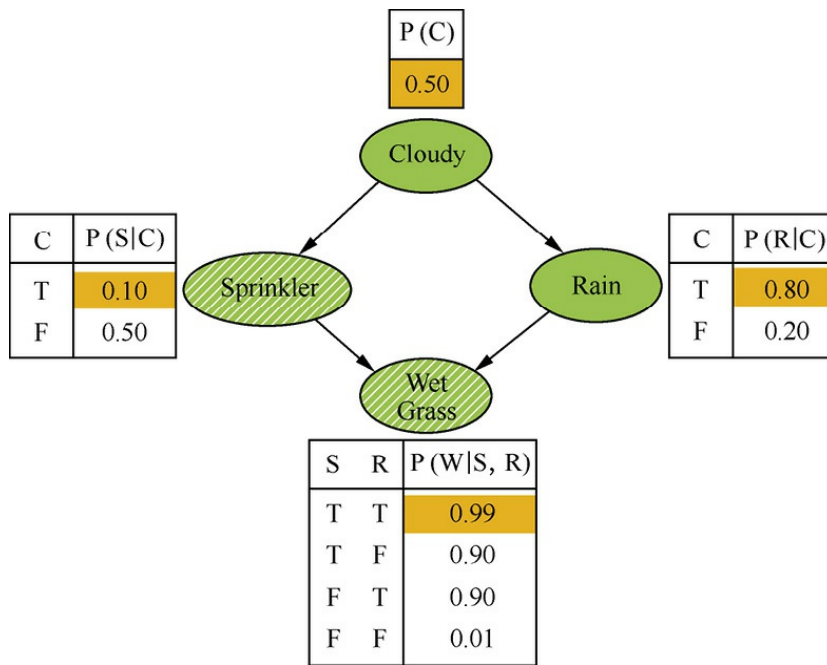 P (C)
0.50
Cloudy
C P (S|C)
T 0.10
F 0.50
Sprinkler
Rain
C P (R|C)
T 0.80
F 0.20
Wet
Grass
S R P (W|S, R)
T T 0.99
T F 0.90
F T 0.90
F F 0.01